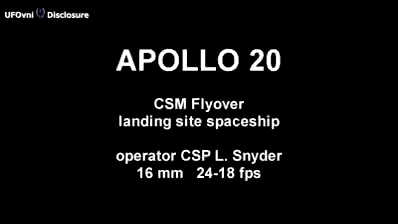 UFOvni Disclosure
APOLLO 20
CSM Flyover
landing site spaceship
operator CSP L. Snyder
16 mm 24-18 fps